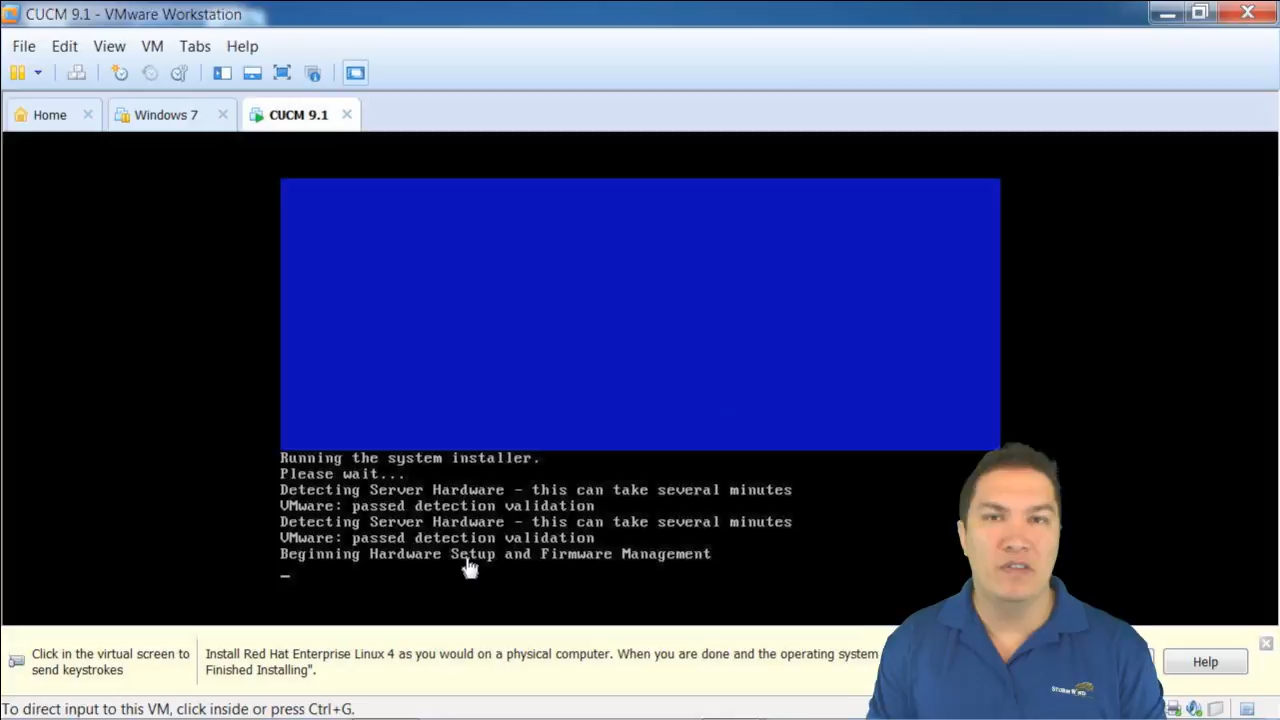 CUCM 9.1 - VMware Workstation
File Edit View VM Tabs Help
Home Windows 7 CUCM 9.1
Running the system installer.
Please wait...
Detecting Server Hardware - this can take several minutes
VMware: passed detection validation
Detecting Server Hardware - this can take several minutes
VMware: passed detection validation
Beginning Hardware Setup and Firmware Management
_
Click in the virtual screen to
send keystrokes
Install Red Hat Enterprise Linux 4 as you would on a physical computer. When you are done and the operating system
Finished Installing".
Help
To direct input to this VM, click inside or press Ctrl+G.